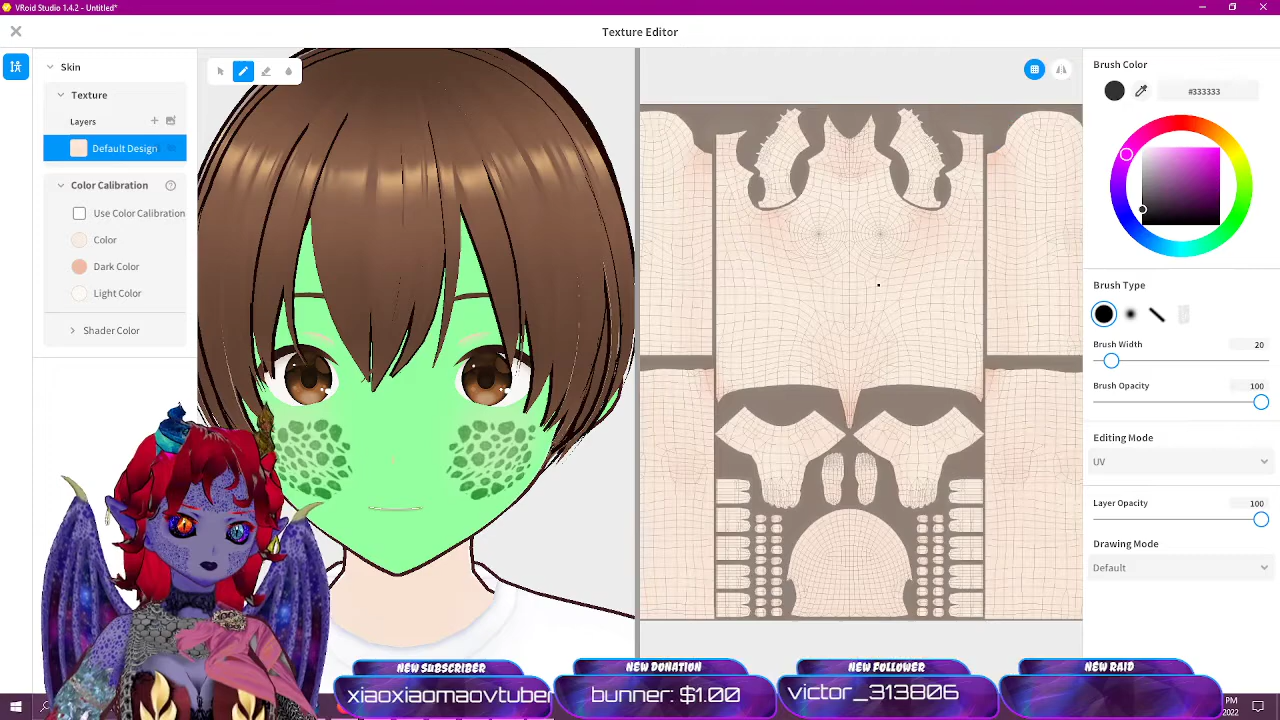 VRoid Studio 1.4.2 - Untitled*
Texture Editor
Skin
Texture
Layers
Default Design
Color Calibration
Use Color Calibration
Color
Dark Color
Light Color
Shader Color
Brush Color
#333333
Brush Type
Brush Width 20
Brush Opacity 100
Editing Mode
UV
Layer Opacity 100
Drawing Mode
Default
NEW SUBSCRIBER
xiaoxiaomaovtuber
NEW DONATION
bunner: $1.00
NEW FOLLOWER
victor_313806
NEW RAID
PM
2022